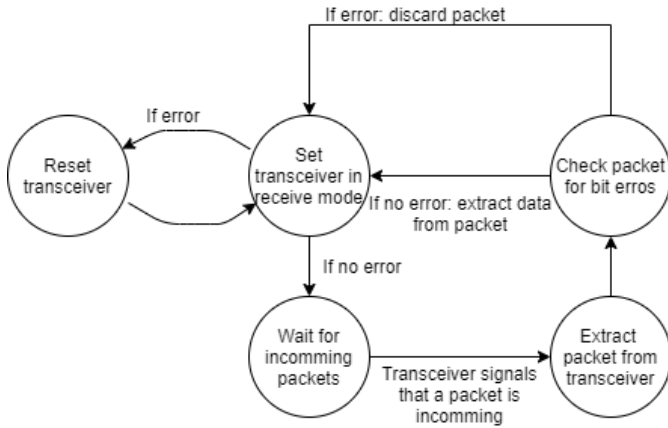 If error: discard packet
If error
Reset
transceiver
Set
transceiver in
receive mode
Check packet
for bit erros
If no error: extract data
from packet
If no error
Wait for
incomming
packets
Transceiver signals
that a packet is
incomming
Extract
packet from
transceiver